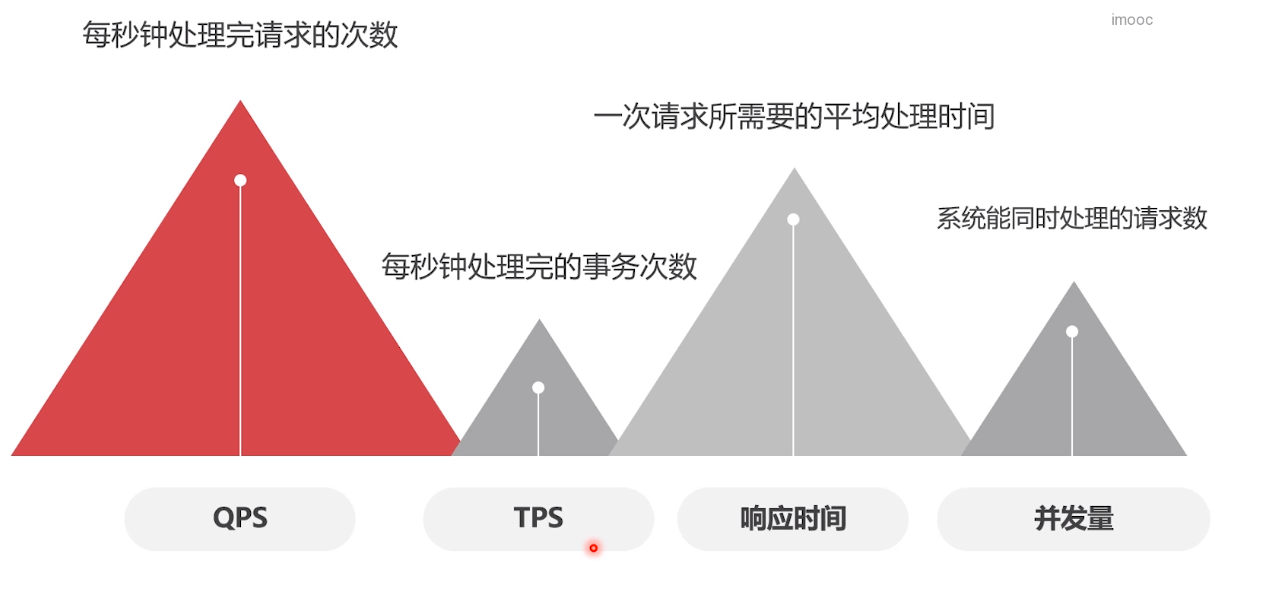 每秒钟处理完请求的次数
imooc
一次请求所需要的平均处理时间
系统能同时处理的请求数
每秒钟处理完的事务次数
QPS
TPS
响应时间
并发量